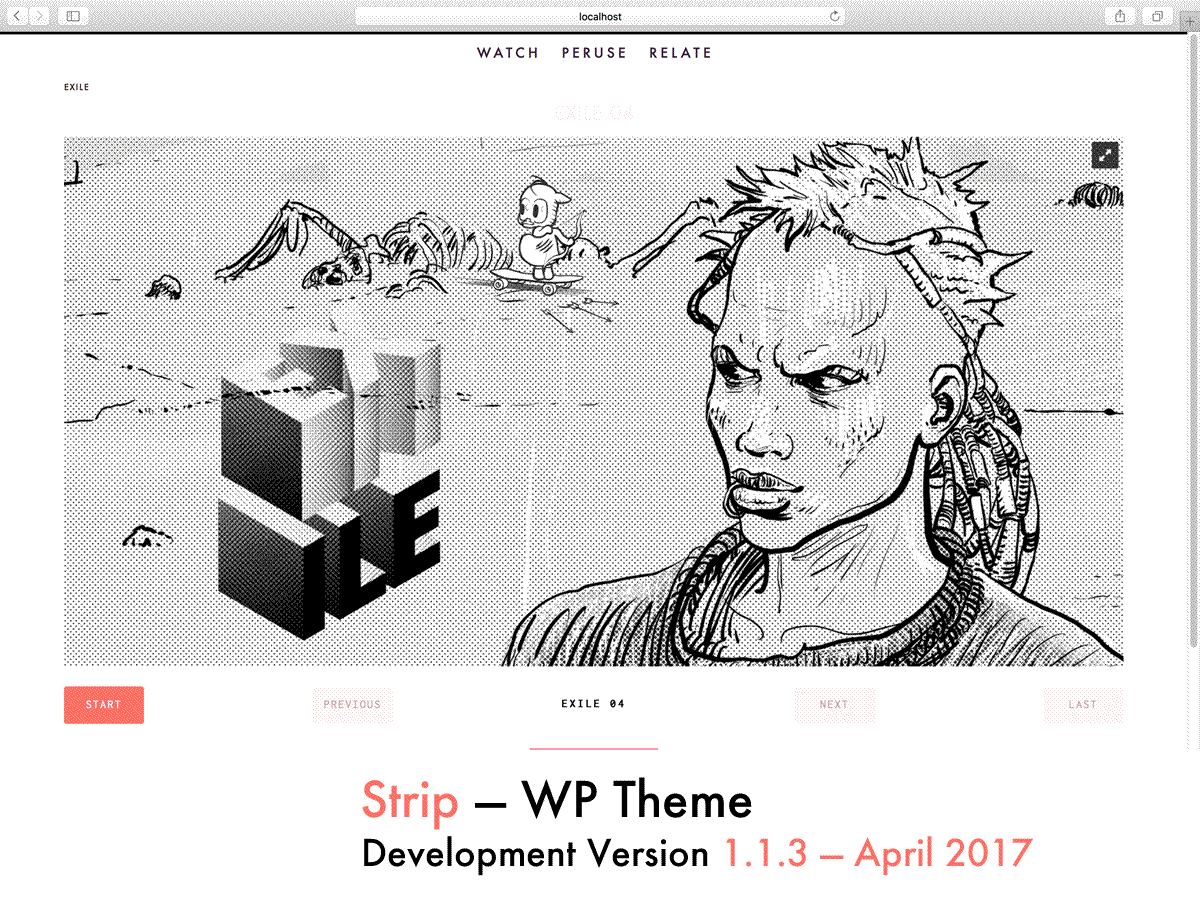 localhost
WATCH PERUSE RELATE
EXILE
EXILE 04
ILE
START PREVIOUS EXILE 04 NEXT LAST
Strip — WP Theme
Development Version 1.1.3 — April 2017